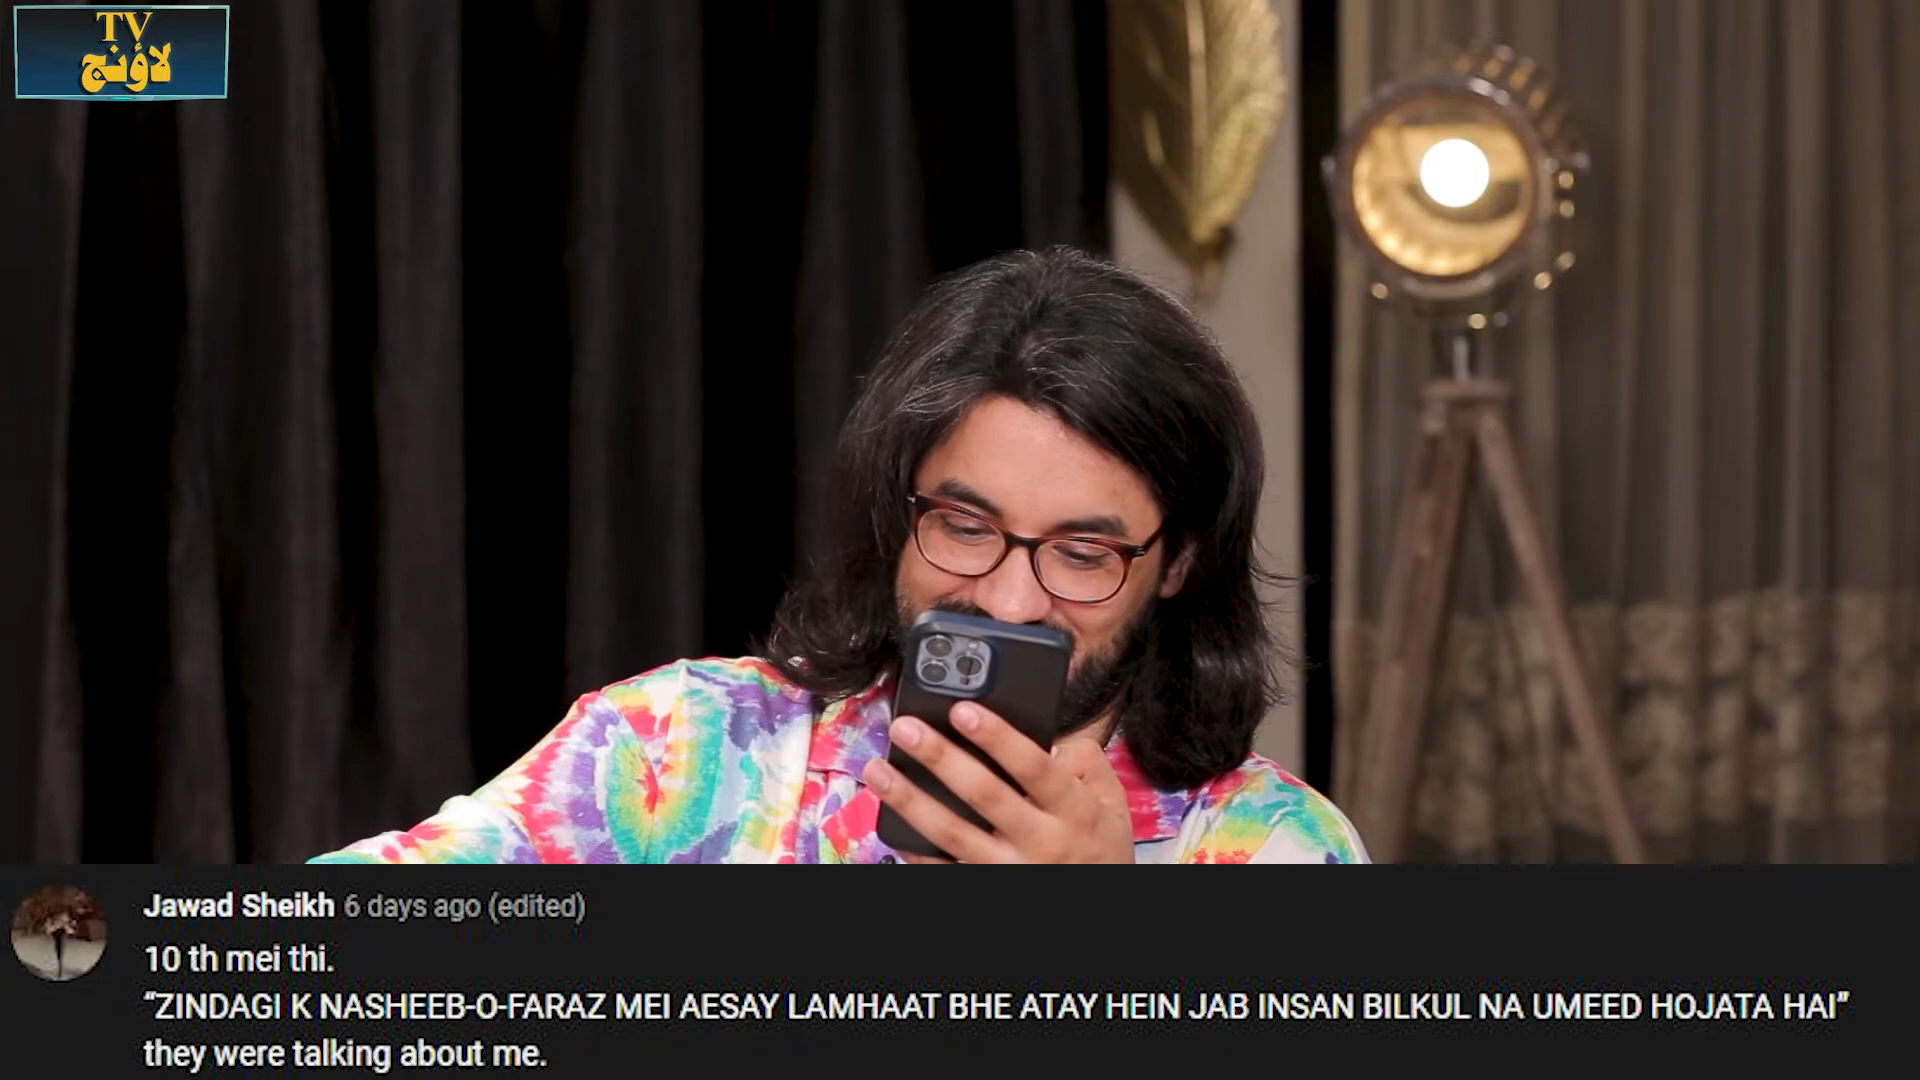 TV
لاؤنج
Jawad Sheikh 6 days ago (edited)
10 th mei thi.
“ZINDAGI K NASHEEB-O-FARAZ MEI AESAY LAMHAAT BHE ATAY HEIN JAB INSAN BILKUL NA UMEED HOJATA HAI”
they were talking about me.